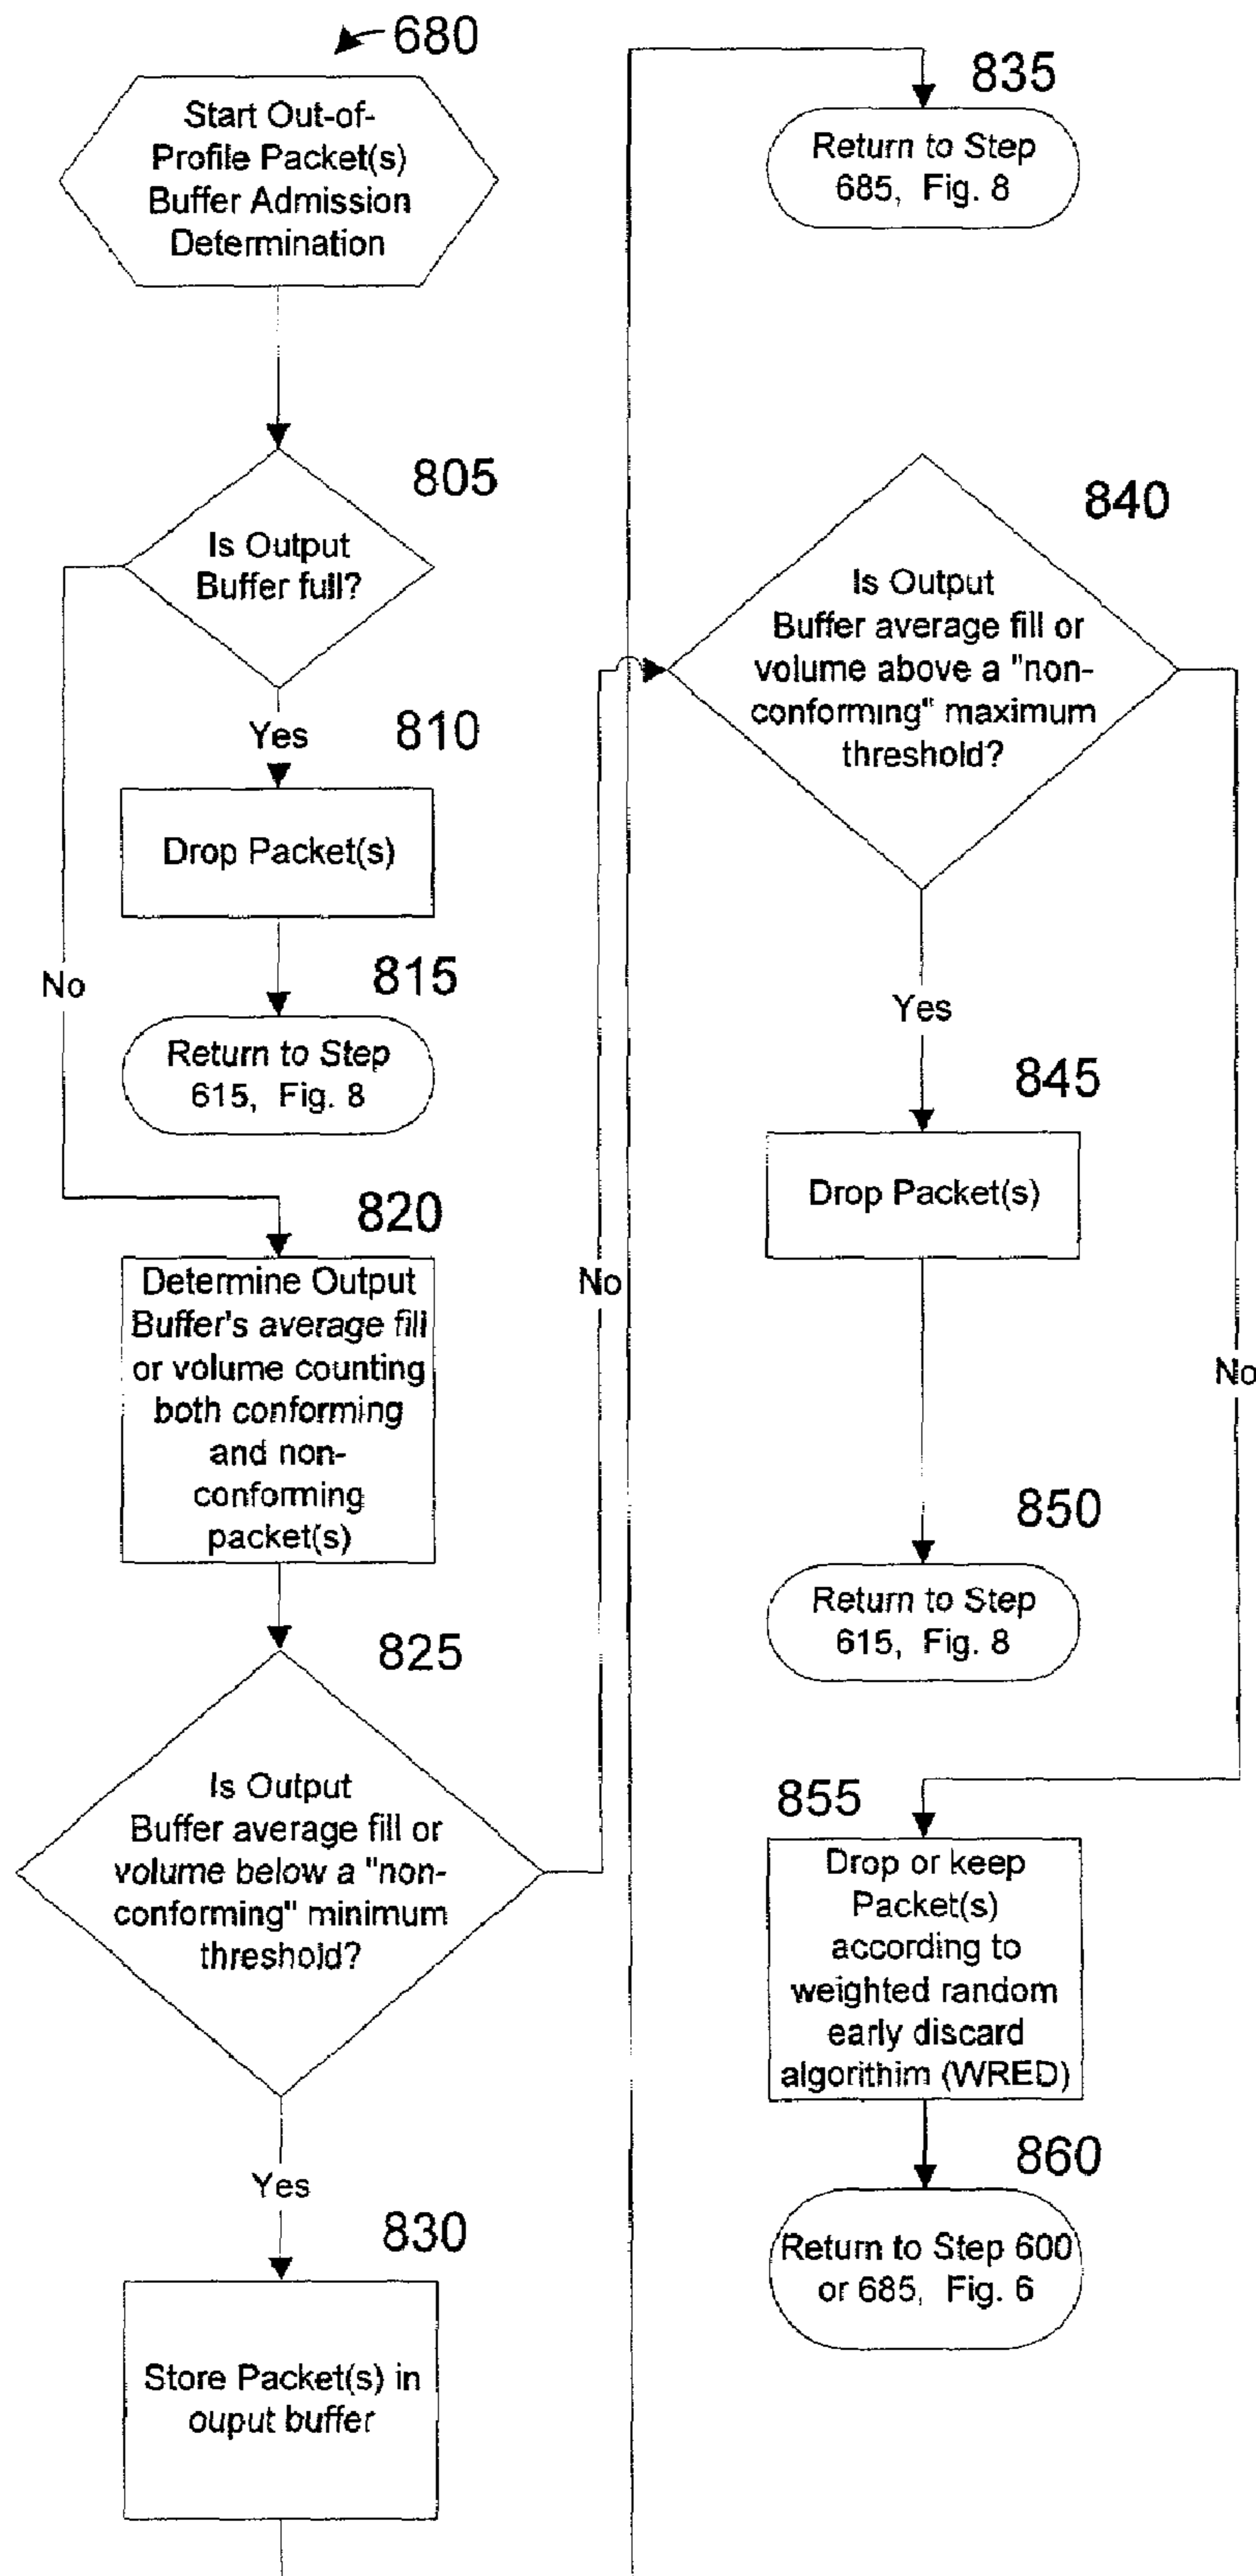 680
Start Out-of-
Profile Packet(s)
Buffer Admission
Determination
805
Is Output
Buffer full?
Yes
810
Drop Packet(s)
No
815
Return to Step
615, Fig. 8
820
Determine Output
Buffer's average fill
or volume counting
both conforming
and non-
conforming
packet(s)
825
Is Output
Buffer average fill or
volume below a "non-
conforming" minimum
threshold?
No
Yes
830
Store Packet(s) in
ouput buffer
835
Return to Step
685, Fig. 8
840
Is Output
Buffer average fill or
volume above a "non-
conforming" maximum
threshold?
Yes
845
Drop Packet(s)
No
850
Return to Step
615, Fig. 8
855
Drop or keep
Packet(s)
according to
weighted random
early discard
algorithim (WRED)
860
Return to Step 600
or 685, Fig. 6